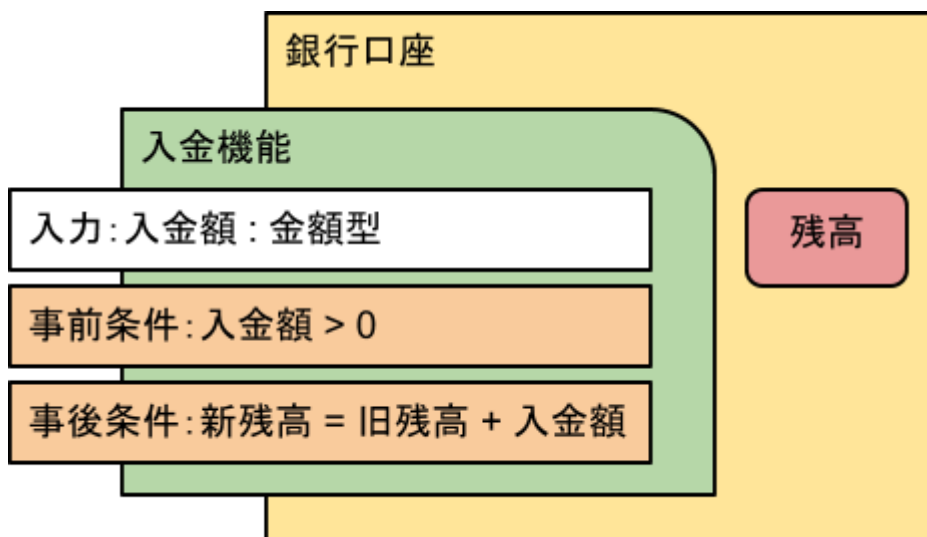 銀行口座
入金機能
入力：入金額：金額型
残高
事前条件：入金額 > 0
事後条件：新残高 = 旧残高 + 入金額